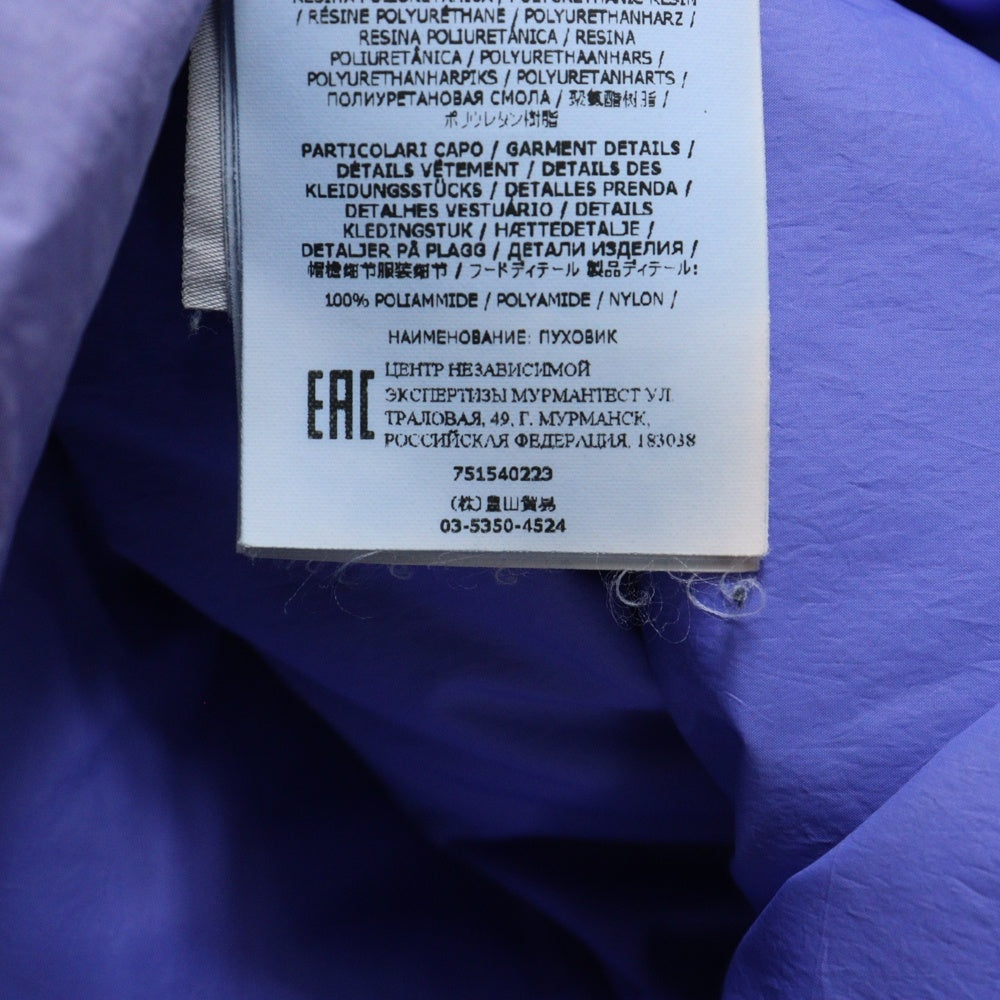 RESINA POLIURETANICA / POLYURETHANE RESIN
/ RÉSINE POLYURÉTHANE / POLYURETHANHARZ /
RESINA POLIURETÁNICA / RESINA
POLIURETÂNICA / POLYURETHAANHARS /
POLYURETHANHARPIKS / POLYURETANHARTS /
ПОЛИУРЕТАНОВАЯ СМОЛА / 聚氨酯树脂 /
ポリウレタン樹脂
PARTICOLARI CAPO / GARMENT DETAILS /
DÉTAILS VÊTEMENT / DETAILS DES
KLEIDUNGSSTÜCKS / DETALLES PRENDA /
DETALHES VESTUÁRIO / DETAILS
KLEDINGSTUK / HÆTTEDETALJE /
DETALJER PÅ PLAGG / ДЕТАЛИ ИЗДЕЛИЯ /
帽檐细节服装细节 / フードディテール 製品ディテール:
100% POLIAMMIDE / POLYAMIDE / NYLON /
НАИМЕНОВАНИЕ: ПУХОВИК
EAC ЦЕНТР НЕЗАВИСИМОЙ
ЭКСПЕРТИЗЫ МУРМАНТЕСТ УЛ.
ТРАЛОВАЯ, 49, Г. МУРМАНСК,
РОССИЙСКАЯ ФЕДЕРАЦИЯ, 183038
751540223
(株)豊山貿易
03-5350-4524